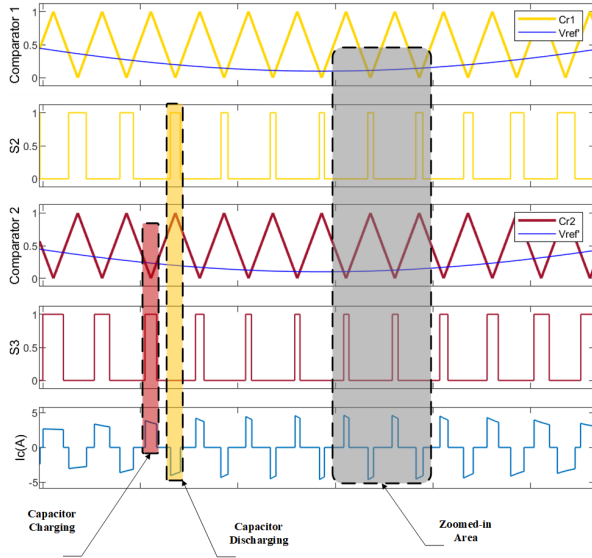 Comparator 1
1
0.5
0
Cr1
Vref'
S2
1
0.5
0
Comparator 2
1
0.5
0
Cr2
Vref'
S3
1
0.5
0
Ic(A)
5
0
-5
Capacitor
Charging
Capacitor
Discharging
Zoomed-in
Area